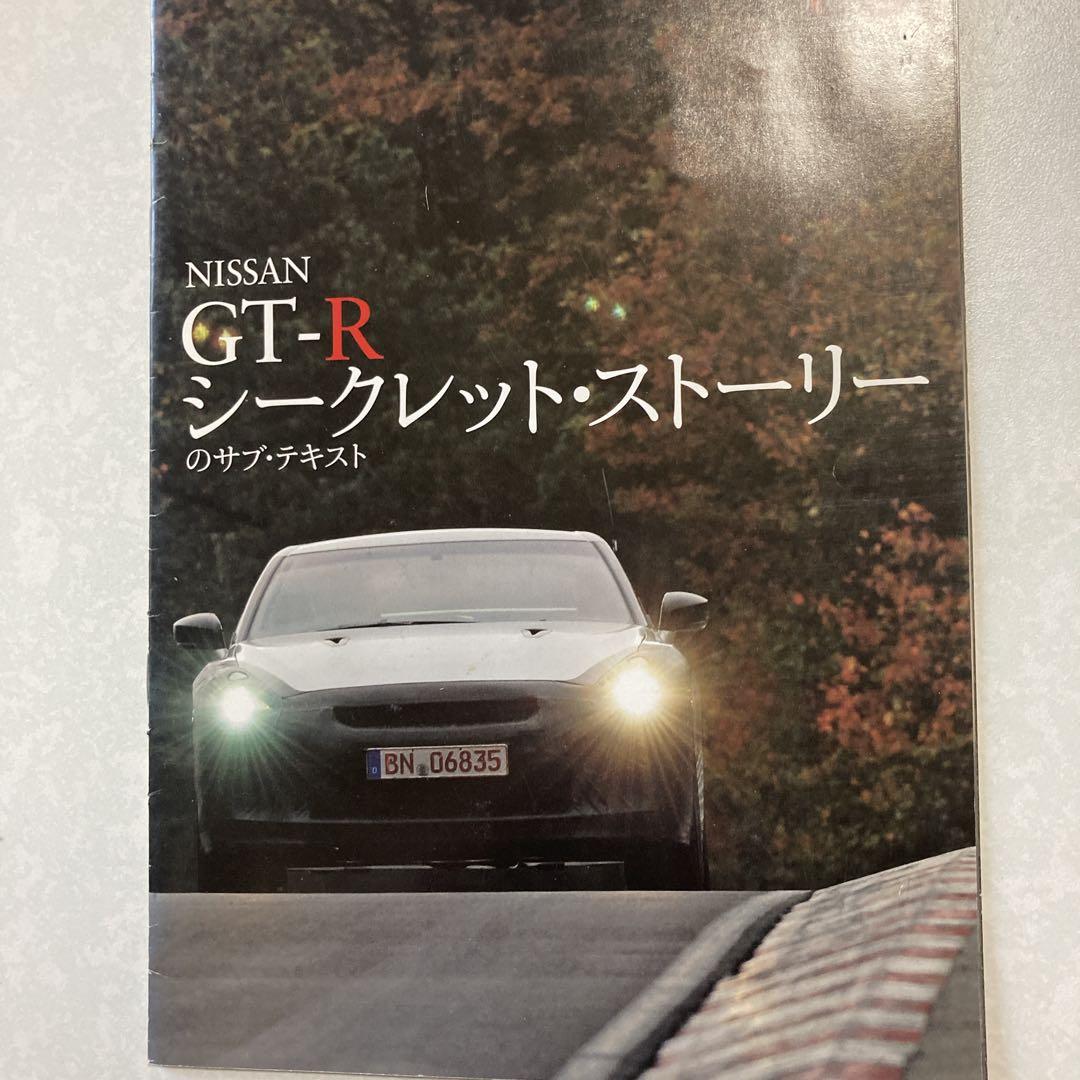 NISSAN
GT-R
シークレット・ストーリー
のサブ・テキスト
D
BN 06835